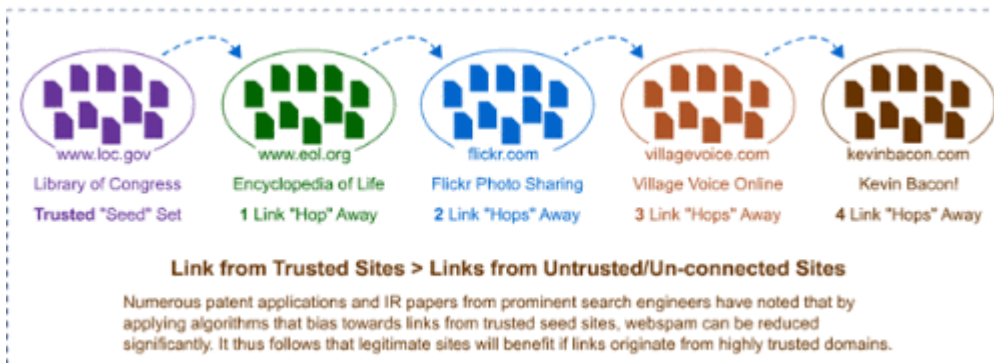 www.loc.gov
www.eol.org
flickr.com
villagevoice.com
kevinbacon.com
Library of Congress
Encyclopedia of Life
Flickr Photo Sharing
Village Voice Online
Kevin Bacon!
Trusted "Seed" Set
1 Link "Hop" Away
2 Link "Hops" Away
3 Link "Hops" Away
4 Link "Hops" Away
Link from Trusted Sites > Links from Untrusted/Un-connected Sites
Numerous patent applications and IR papers from prominent search engines have noted that by
applying algorithms that bias towards links from trusted seed sites, webspam can be reduced
significantly. It thus follows that legitimate sites will benefit if links originate from highly trusted domains.